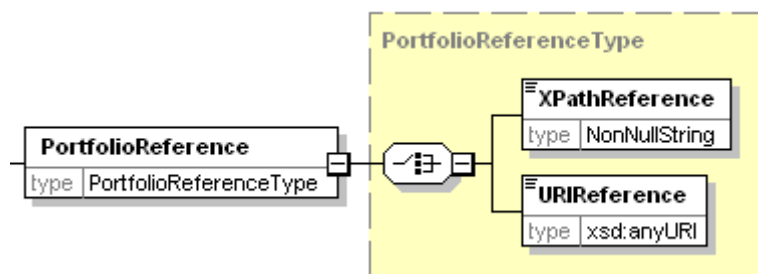 PortfolioReferenceType
XPathReference
type NonNullString
PortfolioReference
type PortfolioReferenceType
URIReference
type xsd:anyURI